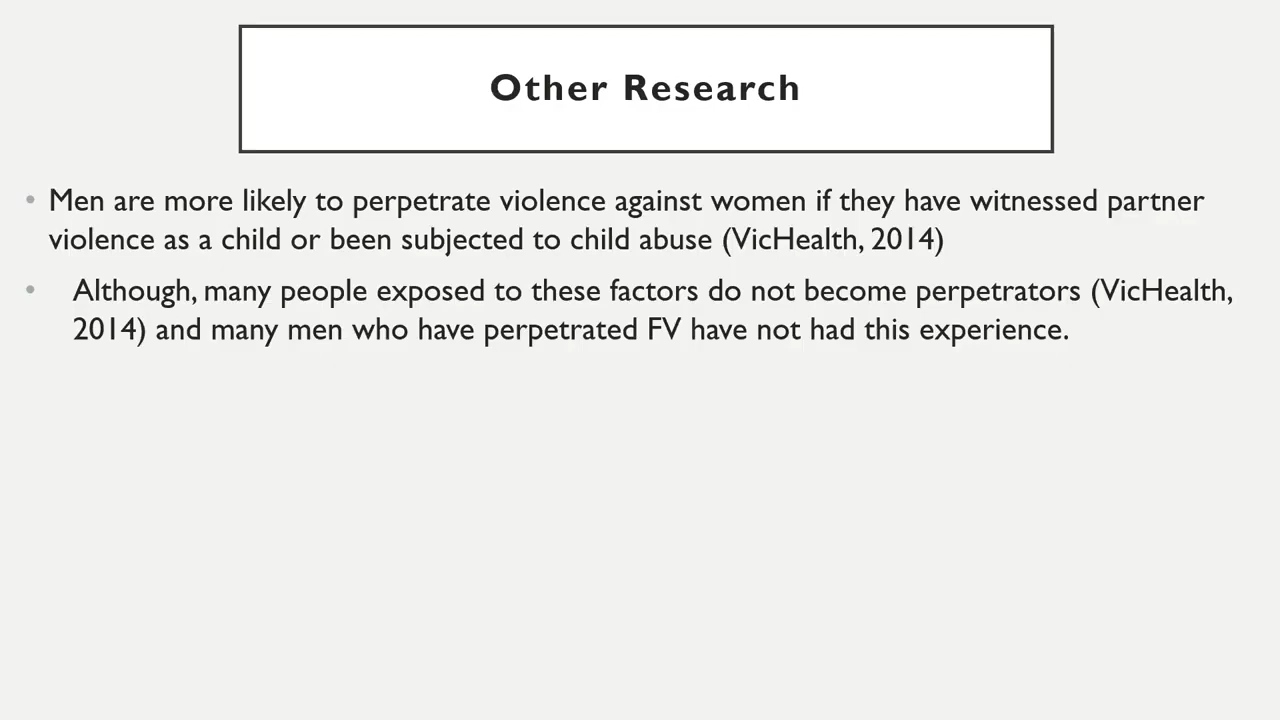 Other Research
• Men are more likely to perpetrate violence against women if they have witnessed partner
violence as a child or been subjected to child abuse (VicHealth, 2014)
• Although, many people exposed to these factors do not become perpetrators (VicHealth,
2014) and many men who have perpetrated FV have not had this experience.